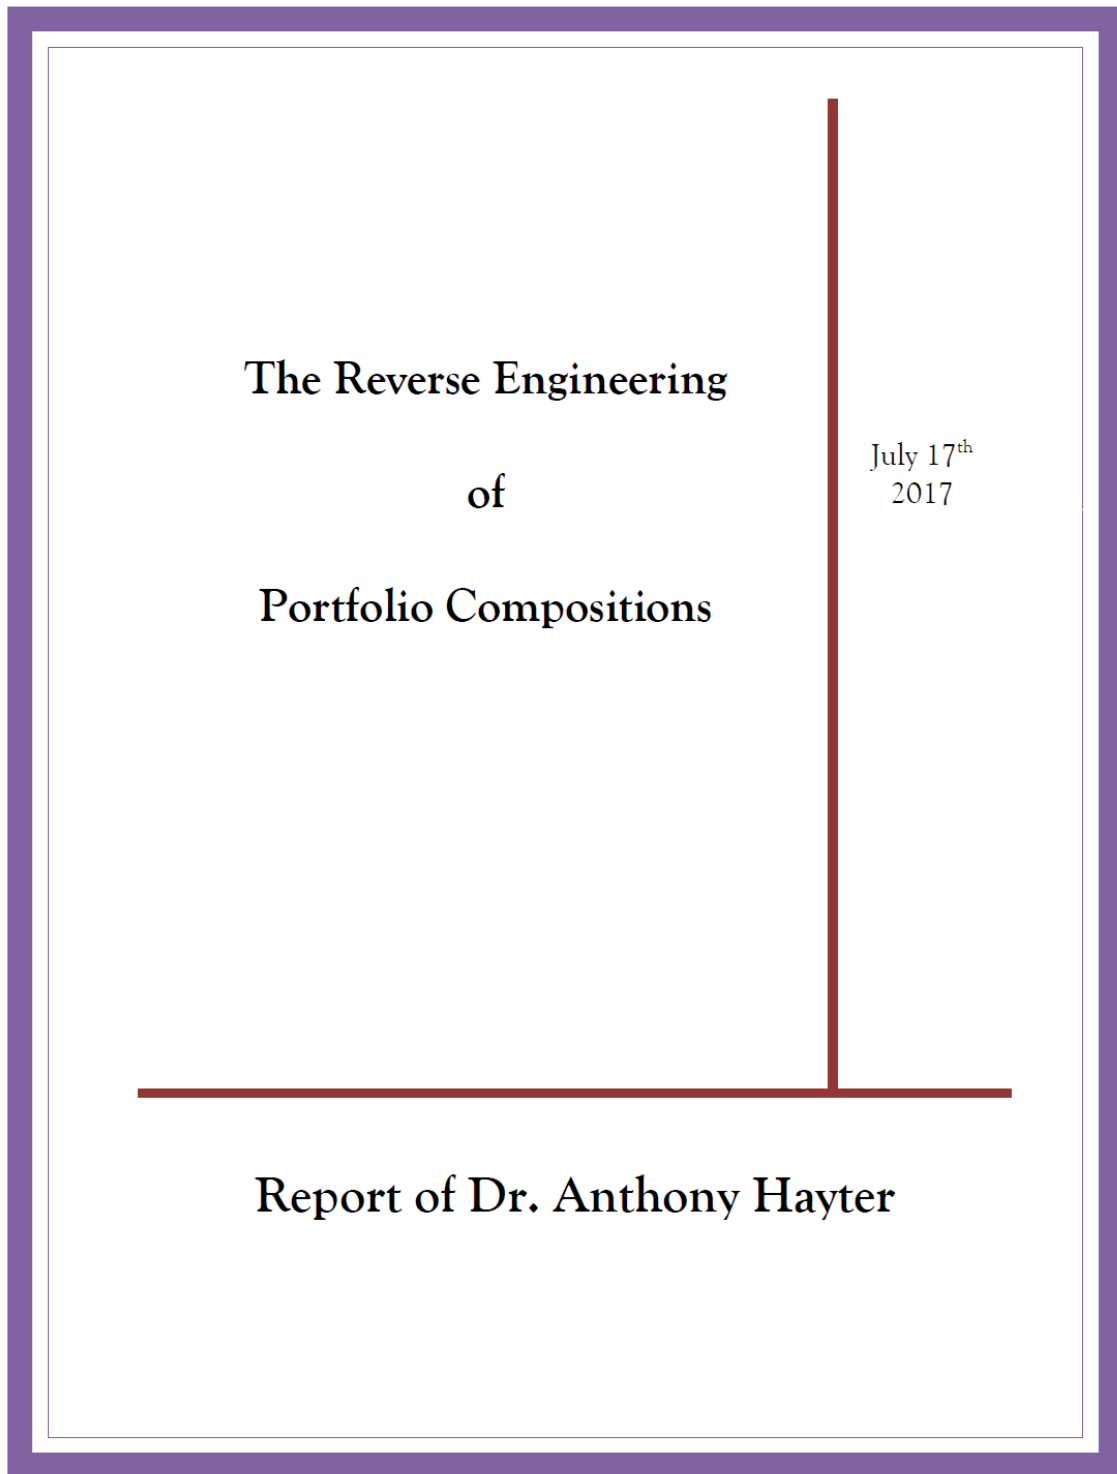 The Reverse Engineering
of
Portfolio Compositions
July 17th
2017
Report of Dr. Anthony Hayter